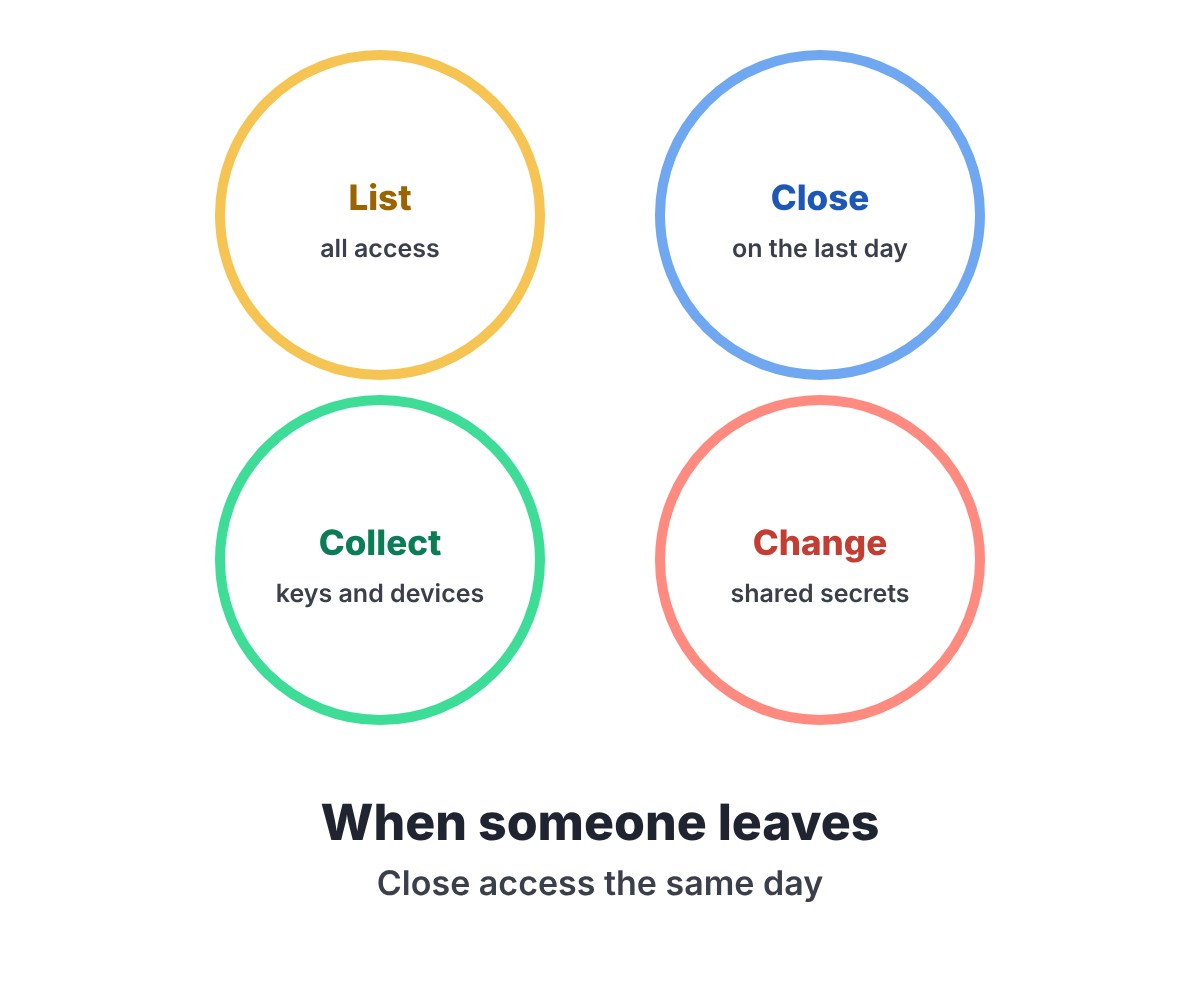 List
all access
Close
on the last day
Collect
keys and devices
Change
shared secrets
When someone leaves
Close access the same day